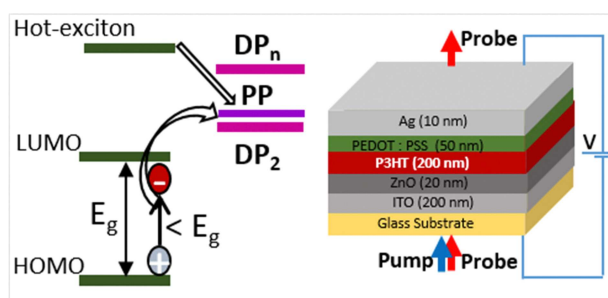 Hot-exciton
DPn
PP
LUMO
DP2
Eg
< Eg
HOMO
−
+
Probe
Ag (10 nm)
PEDOT : PSS (50 nm)
P3HT (200 nm)
ZnO (20 nm)
ITO (200 nm)
Glass Substrate
V
Pump
Probe